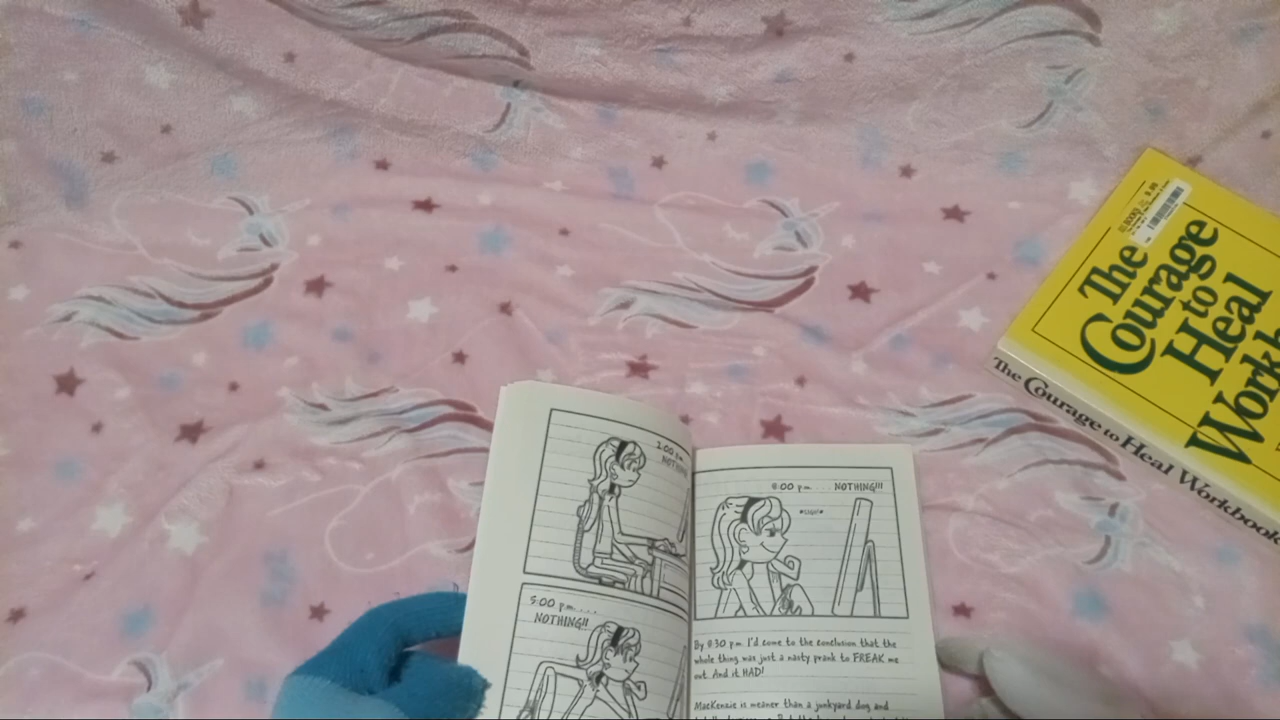 1:00 p.m.
NOTHING
5:00 p.m. ...
NOTHING!!
8:00 p.m. ... NOTHING!!!
*SIGH*
By 8:30 p.m. I'd come to the conclusion that the
whole thing was just a nasty prank to FREAK me
out. And it HAD!
MacKenzie is meaner than a junkyard dog and
The
Courage
to
Heal
The Courage to Heal Workbook